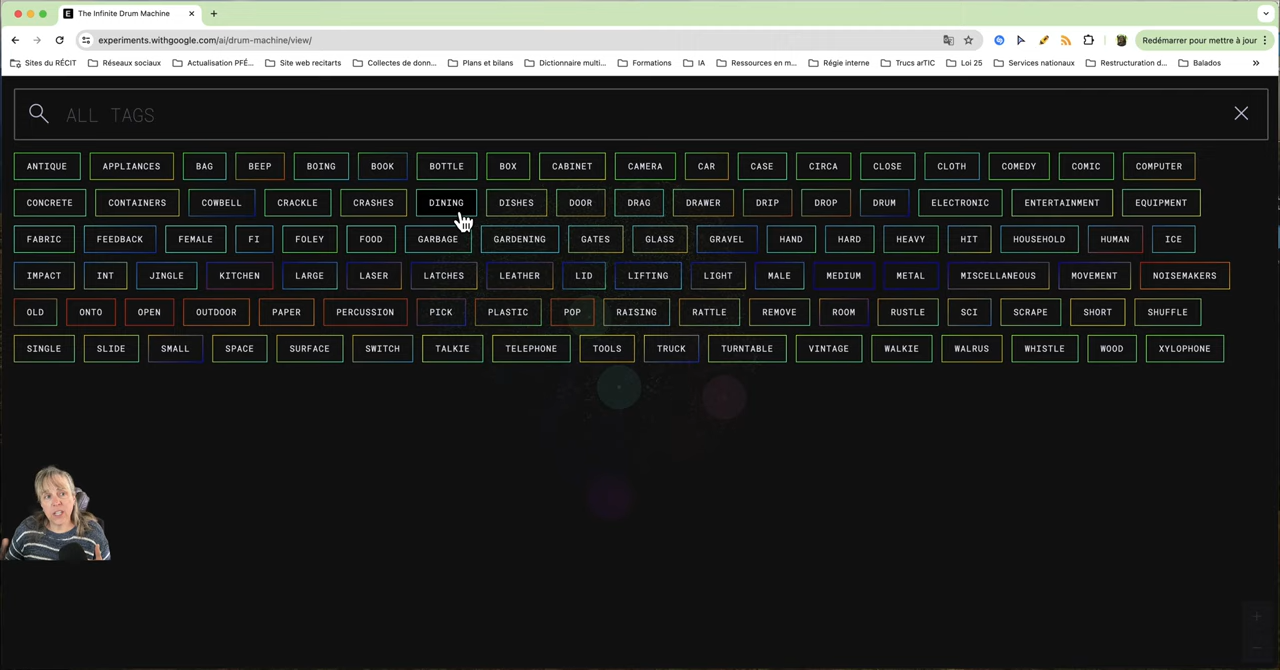 The Infinite Drum Machine
experiments.withgoogle.com/ai/drum-machine/view/
Redémarrer pour mettre à jour
Sites du RÉCIT Réseaux sociaux Actualisation PFÉ... Site web recitarts Collectes de donn... Plans et bilans Dictionnaire multi... Formations IA Ressources en m... Régie interne Trucs arTIC Loi 25 Services nationaux Restructuration d... Balados
ALL TAGS
ANTIQUE APPLIANCES BAG BEEP BOING BOOK BOTTLE BOX CABINET CAMERA CAR CASE CIRCA CLOSE CLOTH COMEDY COMIC COMPUTER
CONCRETE CONTAINERS COWBELL CRACKLE CRASHES DINING DISHES DOOR DRAG DRAWER DRIP DROP DRUM ELECTRONIC ENTERTAINMENT EQUIPMENT
FABRIC FEEDBACK FEMALE FI FOLEY FOOD GARBAGE GARDENING GATES GLASS GRAVEL HAND HARD HEAVY HIT HOUSEHOLD HUMAN ICE
IMPACT INT JINGLE KITCHEN LARGE LASER LATCHES LEATHER LID LIFTING LIGHT MALE MEDIUM METAL MISCELLANEOUS MOVEMENT NOISEMAKERS
OLD ONTO OPEN OUTDOOR PAPER PERCUSSION PICK PLASTIC POP RAISING RATTLE REMOVE ROOM RUSTLE SCI SCRAPE SHORT SHUFFLE
SINGLE SLIDE SMALL SPACE SURFACE SWITCH TALKIE TELEPHONE TOOLS TRUCK TURNTABLE VINTAGE WALKIE WALRUS WHISTLE WOOD XYLOPHONE